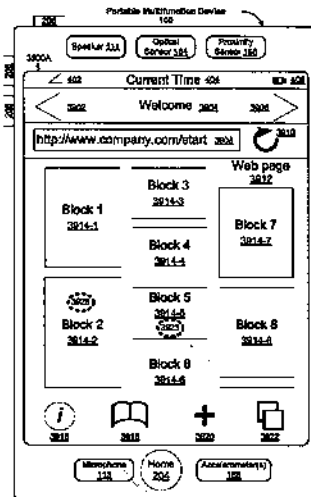 Portable Multifunction Device
100
206
Speaker 111
Optical
Sensor 164
Proximity
Sensor 166
3900A
402
Current Time 404
406
3902
Welcome 3904
3906
http://www.company.com/start 3908
3910
Web page
3912
Block 1
3914-1
Block 3
3914-3
Block 7
3914-7
Block 4
3914-4
3923
Block 2
3914-2
Block 5
3914-5
3923
Block 8
3914-8
Block 6
3914-6
3916
3918
3920
3922
Microphone
113
Home
204
Accelerometer(s)
168